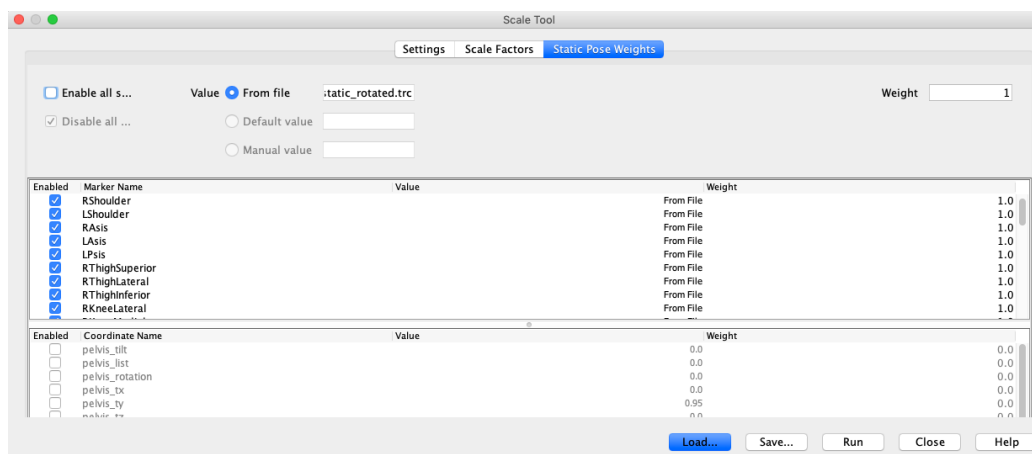 Scale Tool
Settings Scale Factors Static Pose Weights
Enable all s... Value From file static_rotated.trc Weight 1
Disable all ... Default value
Manual value
Enabled Marker Name Value Weight
RShoulder From File 1.0
LShoulder From File 1.0
RAsis From File 1.0
LAsis From File 1.0
LPsis From File 1.0
RThighSuperior From File 1.0
RThighLateral From File 1.0
RThighInferior From File 1.0
RKneeLateral From File 1.0
Enabled Coordinate Name Value Weight
pelvis_tilt 0.0 0.0
pelvis_list 0.0 0.0
pelvis_rotation 0.0 0.0
pelvis_tx 0.0 0.0
pelvis_ty 0.95 0.0
pelvis_tz 0.0 0.0
Load... Save... Run Close Help